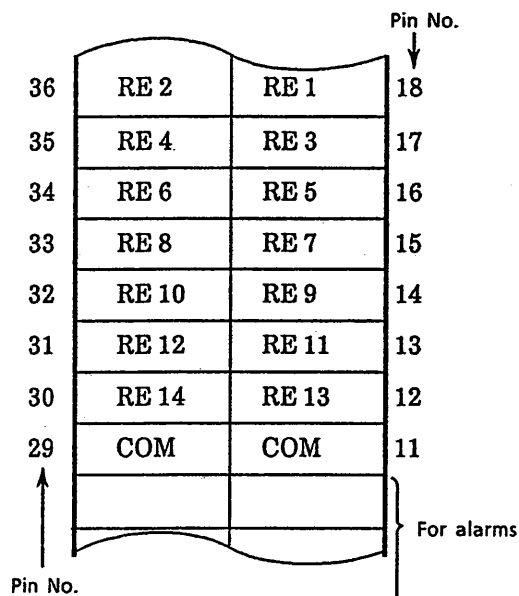 Pin No.
36 RE 2 RE 1 18
35 RE 4 RE 3 17
34 RE 6 RE 5 16
33 RE 8 RE 7 15
32 RE 10 RE 9 14
31 RE 12 RE 11 13
30 RE 14 RE 13 12
29 COM COM 11
For alarms
Pin No.